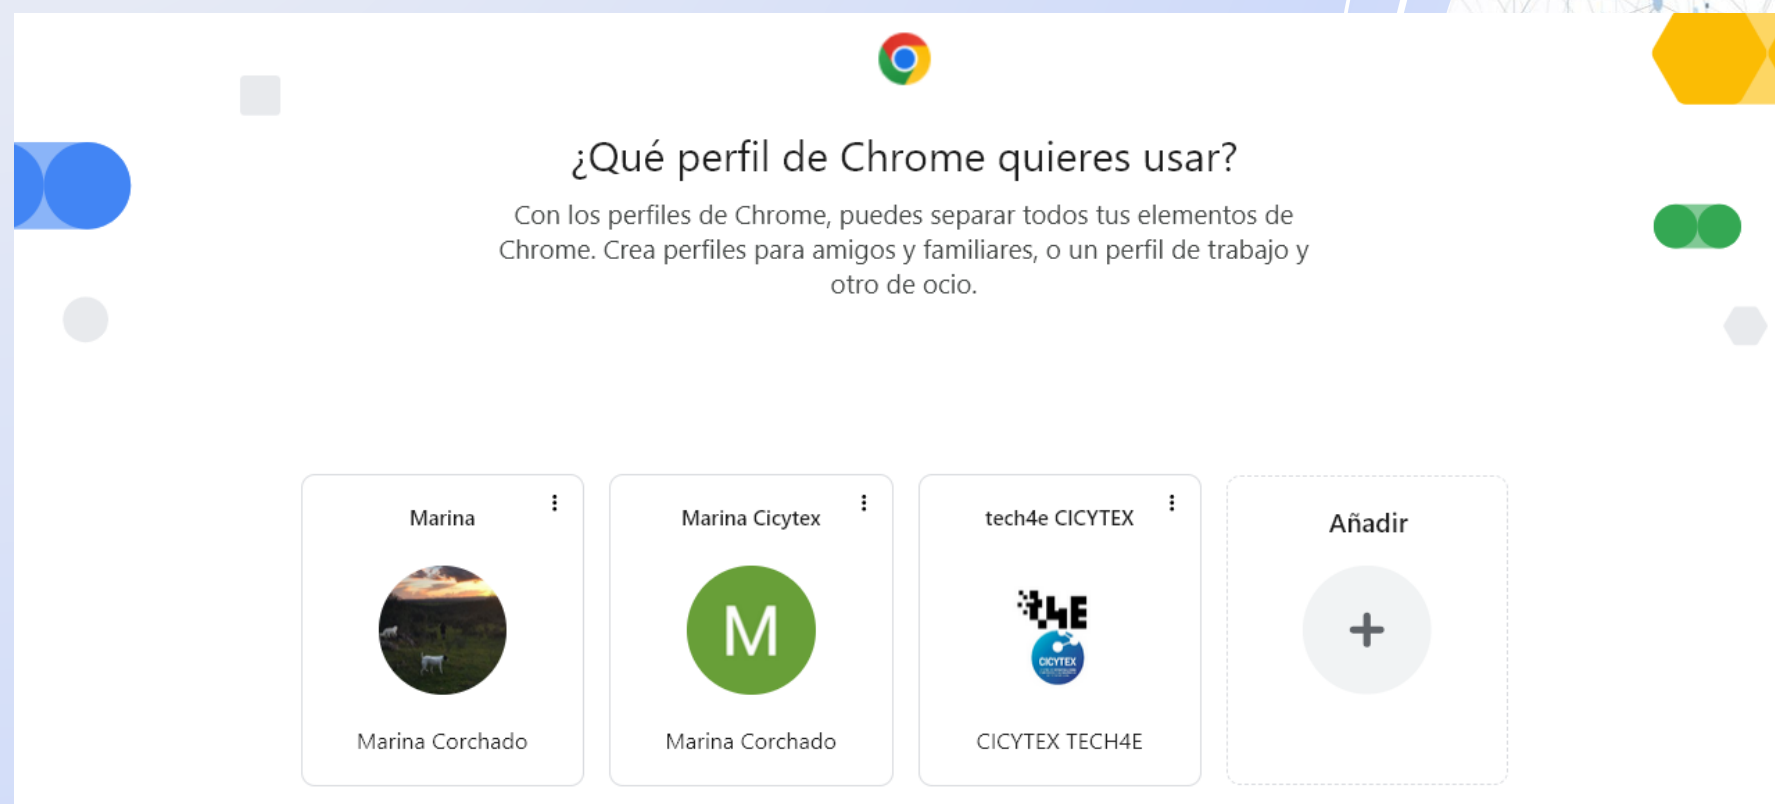 ¿Qué perfil de Chrome quieres usar?
Con los perfiles de Chrome, puedes separar todos tus elementos de
Chrome. Crea perfiles para amigos y familiares, o un perfil de trabajo y
otro de ocio.
Marina
Marina Cicytex
tech4e CICYTEX
Añadir
M
t4E
CICYTEX
Marina Corchado
Marina Corchado
CICYTEX TECH4E